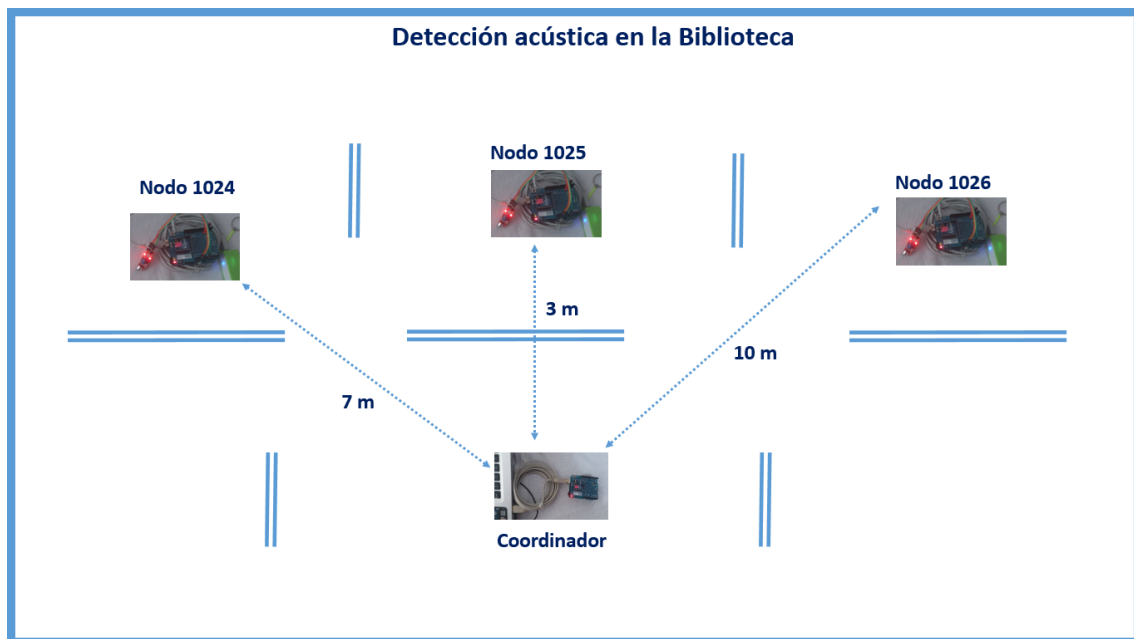 Detección acústica en la Biblioteca
Nodo 1024
Nodo 1025
Nodo 1026
3 m
10 m
7 m
Coordinador